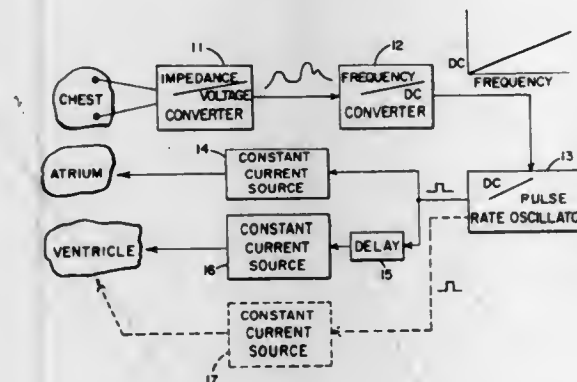 11
12
DC
FREQUENCY
CHEST
IMPEDANCE
VOLTAGE
CONVERTER
FREQUENCY
DC
CONVERTER
14
13
ATRIUM
CONSTANT
CURRENT
SOURCE
DC
PULSE
RATE OSCILLATO
VENTRICLE
CONSTANT
CURRENT
SOURCE
16
DELAY
15
CONSTANT
CURRENT
SOURCE
17